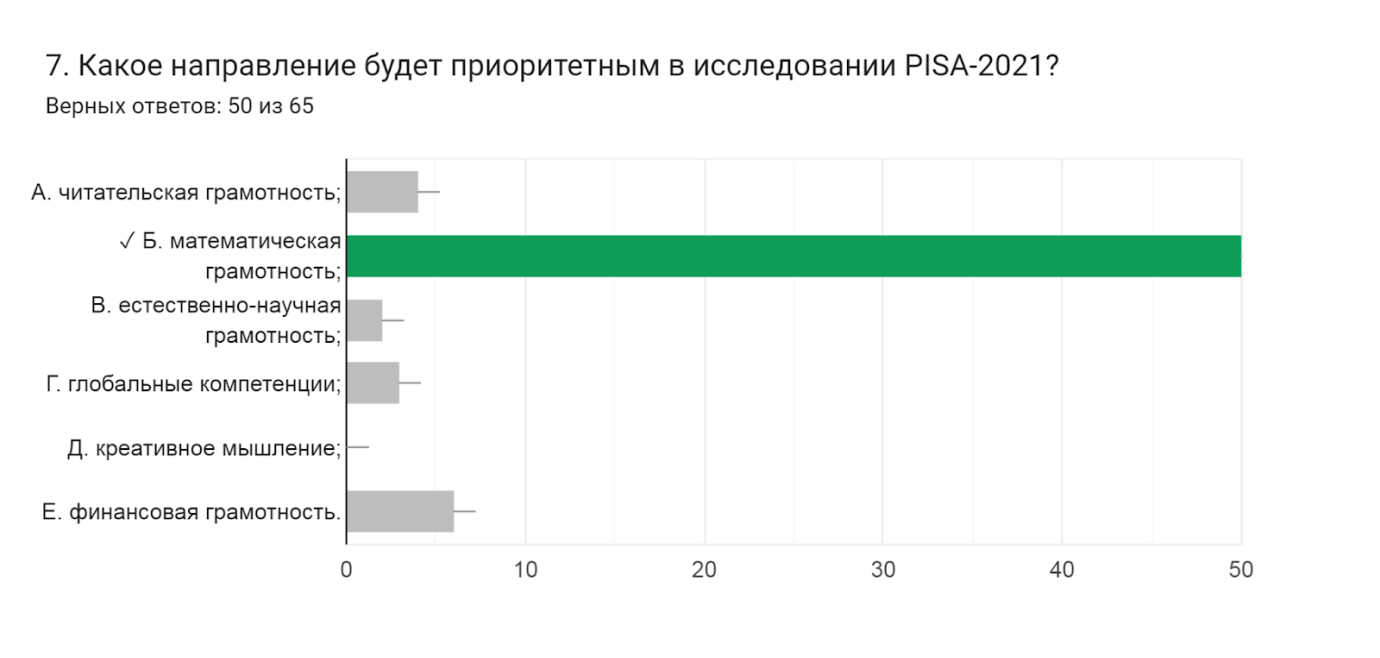 7. Какое направление будет приоритетным в исследовании PISA-2021?
Верных ответов: 50 из 65
А. читательская грамотность;
✓ Б. математическая
грамотность;
В. естественно-научная
грамотность;
Г. глобальные компетенции;
Д. креативное мышление;
Е. финансовая грамотность.
0 10 20 30 40 50